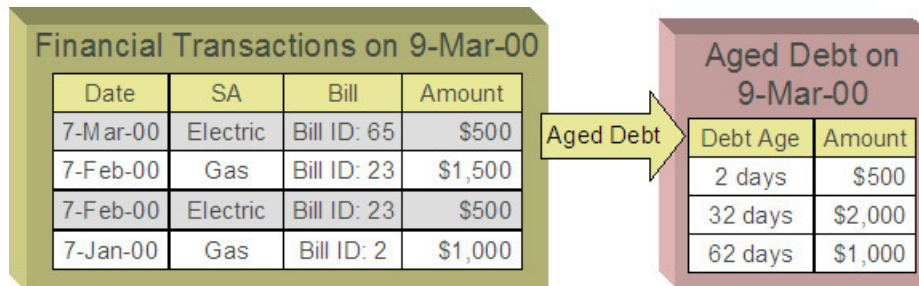 Financial Transactions on 9-Mar-00
Date SA Bill Amount
7-Mar-00 Electric Bill ID: 65 $500
7-Feb-00 Gas Bill ID: 23 $1,500
7-Feb-00 Electric Bill ID: 23 $500
7-Jan-00 Gas Bill ID: 2 $1,000
Aged Debt
Aged Debt on
9-Mar-00
Debt Age Amount
2 days $500
32 days $2,000
62 days $1,000